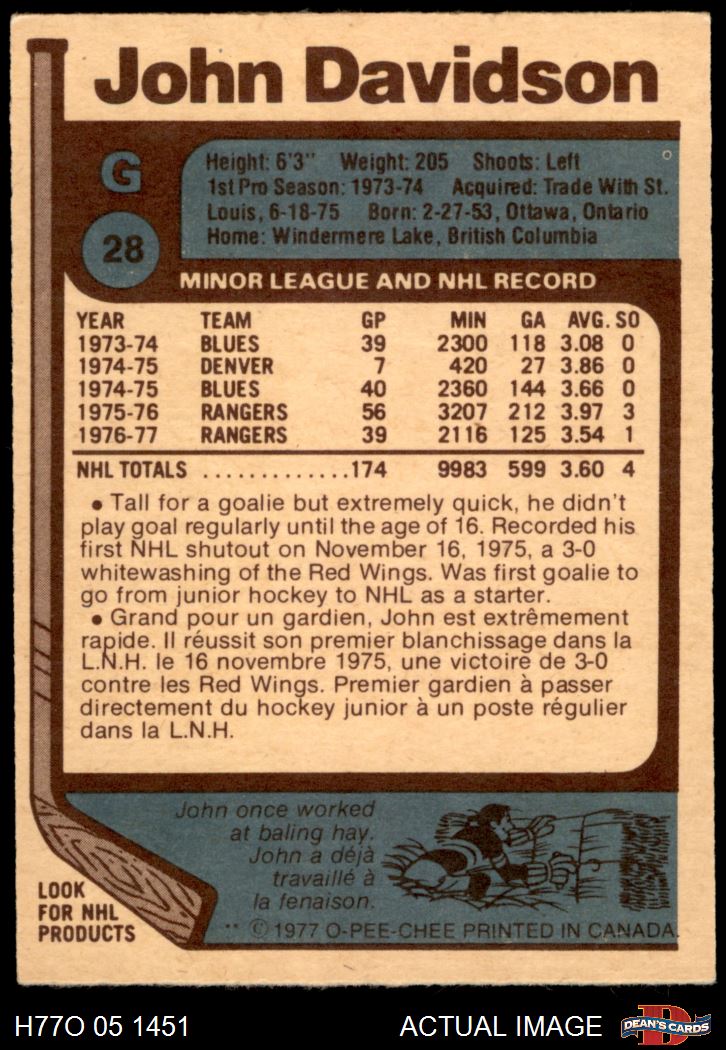 John Davidson
G
28
Height: 6'3" Weight: 205 Shoots: Left
1st Pro Season: 1973-74 Acquired: Trade With St.
Louis, 6-18-75 Born: 2-27-53, Ottawa, Ontario
Home: Windermere Lake, British Columbia
MINOR LEAGUE AND NHL RECORD
YEAR TEAM GP MIN GA AVG. SO
1973-74 BLUES 39 2300 118 3.08 0
1974-75 DENVER 7 420 27 3.86 0
1974-75 BLUES 40 2360 144 3.66 0
1975-76 RANGERS 56 3207 212 3.97 3
1976-77 RANGERS 39 2116 125 3.54 1
NHL TOTALS .............174 9983 599 3.60 4
• Tall for a goalie but extremely quick, he didn't
play goal regularly until the age of 16. Recorded his
first NHL shutout on November 16, 1975, a 3-0
whitewashing of the Red Wings. Was first goalie to
go from junior hockey to NHL as a starter.
• Grand pour un gardien, John est extrêmement
rapide. Il réussit son premier blanchissage dans la
L.N.H. le 16 novembre 1975, une victoire de 3-0
contre les Red Wings. Premier gardien à passer
directement du hockey junior à un poste régulier
dans la L.N.H.
John once worked
at baling hay.
John a déjà
travaillé à
la fenaison.
LOOK
FOR NHL
PRODUCTS
** © 1977 O-PEE-CHEE PRINTED IN CANADA.
H77O 05 1451 ACTUAL IMAGE
D
DEAN'S CARDS